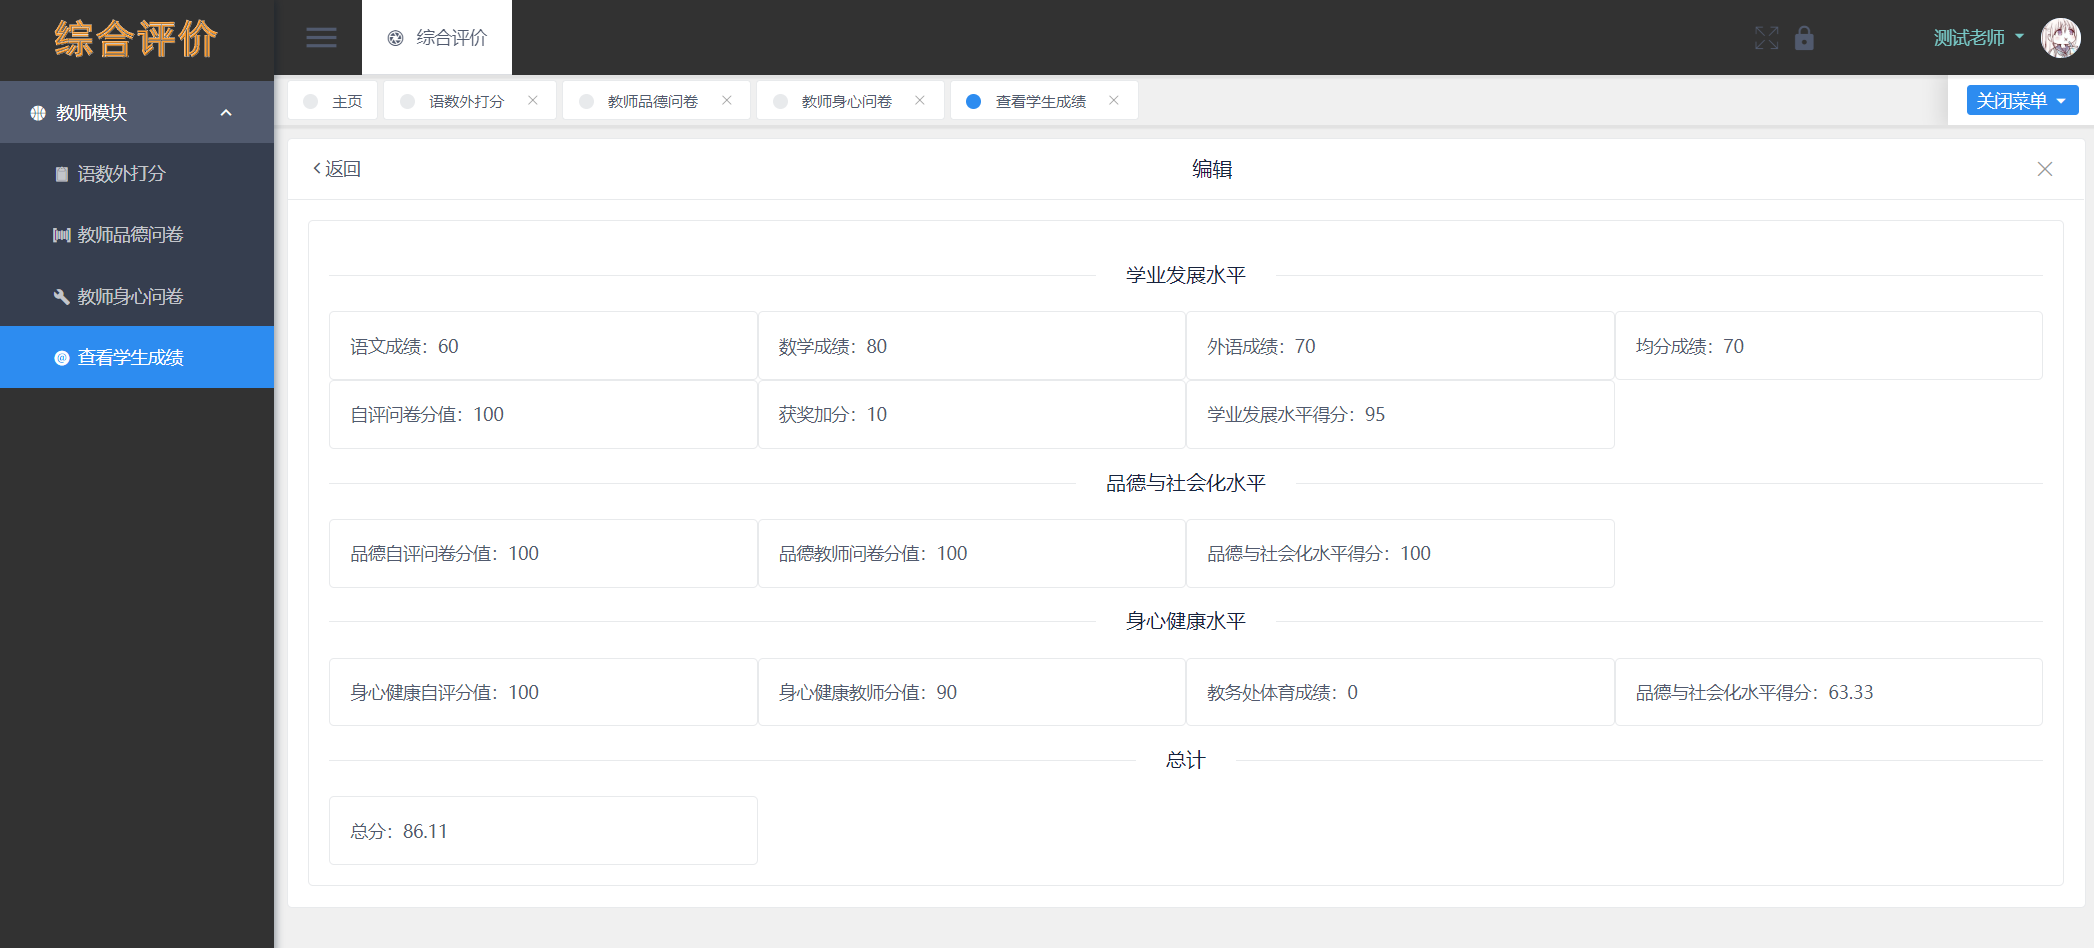 综合评价
综合评价
测试老师
教师模块
语数外打分
教师品德问卷
教师身心问卷
查看学生成绩
主页
语数外打分
教师品德问卷
教师身心问卷
查看学生成绩
关闭菜单
返回
编辑
学业发展水平
语文成绩：60
数学成绩：80
外语成绩：70
均分成绩：70
自评问卷分值：100
获奖加分：10
学业发展水平得分：95
品德与社会化水平
品德自评问卷分值：100
品德教师问卷分值：100
品德与社会化水平得分：100
身心健康水平
身心健康自评分值：100
身心健康教师分值：90
教务处体育成绩：0
品德与社会化水平得分：63.33
总计
总分：86.11